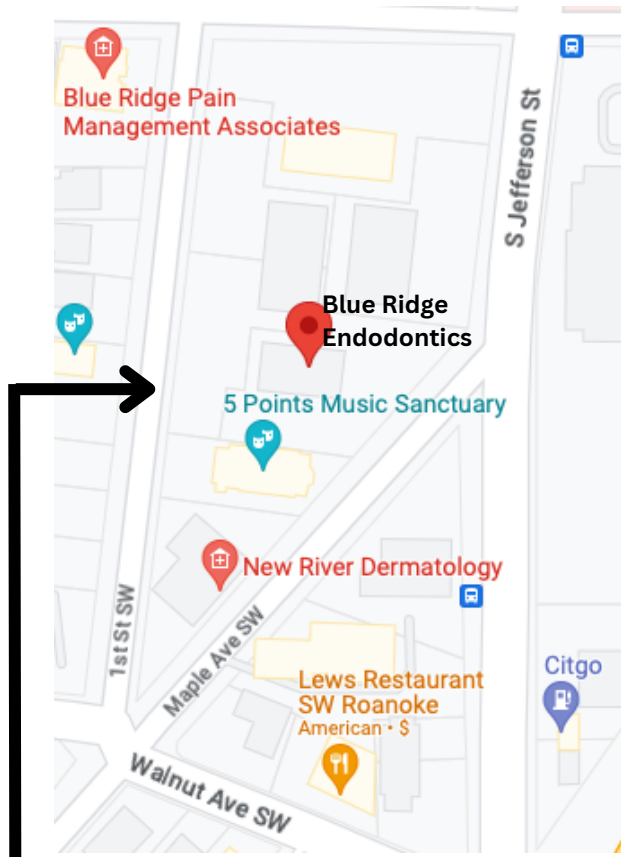 Blue Ridge Pain
Management Associates
S Jefferson St
Blue Ridge
Endodontics
5 Points Music Sanctuary
New River Dermatology
1st St SW
Maple Ave SW
Lews Restaurant
SW Roanoke
American • $
Citgo
Walnut Ave SW